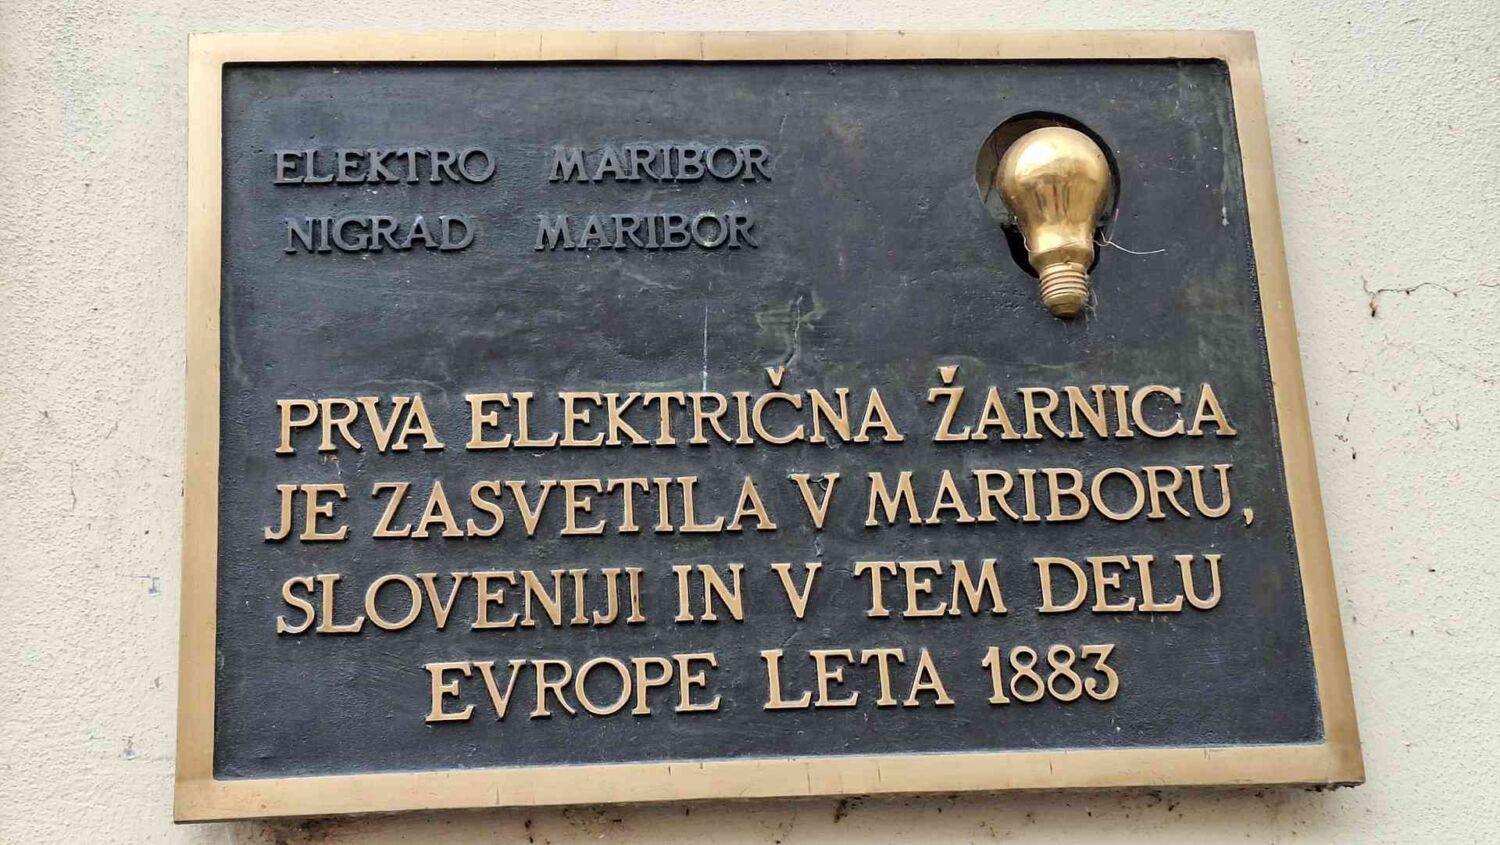 ELEKTRO MARIBOR
NIGRAD MARIBOR
PRVA ELEKTRIČNA ŽARNICA
JE ZASVETILA V MARIBORU,
SLOVENIJI IN V TEM DELU
EVROPE LETA 1883